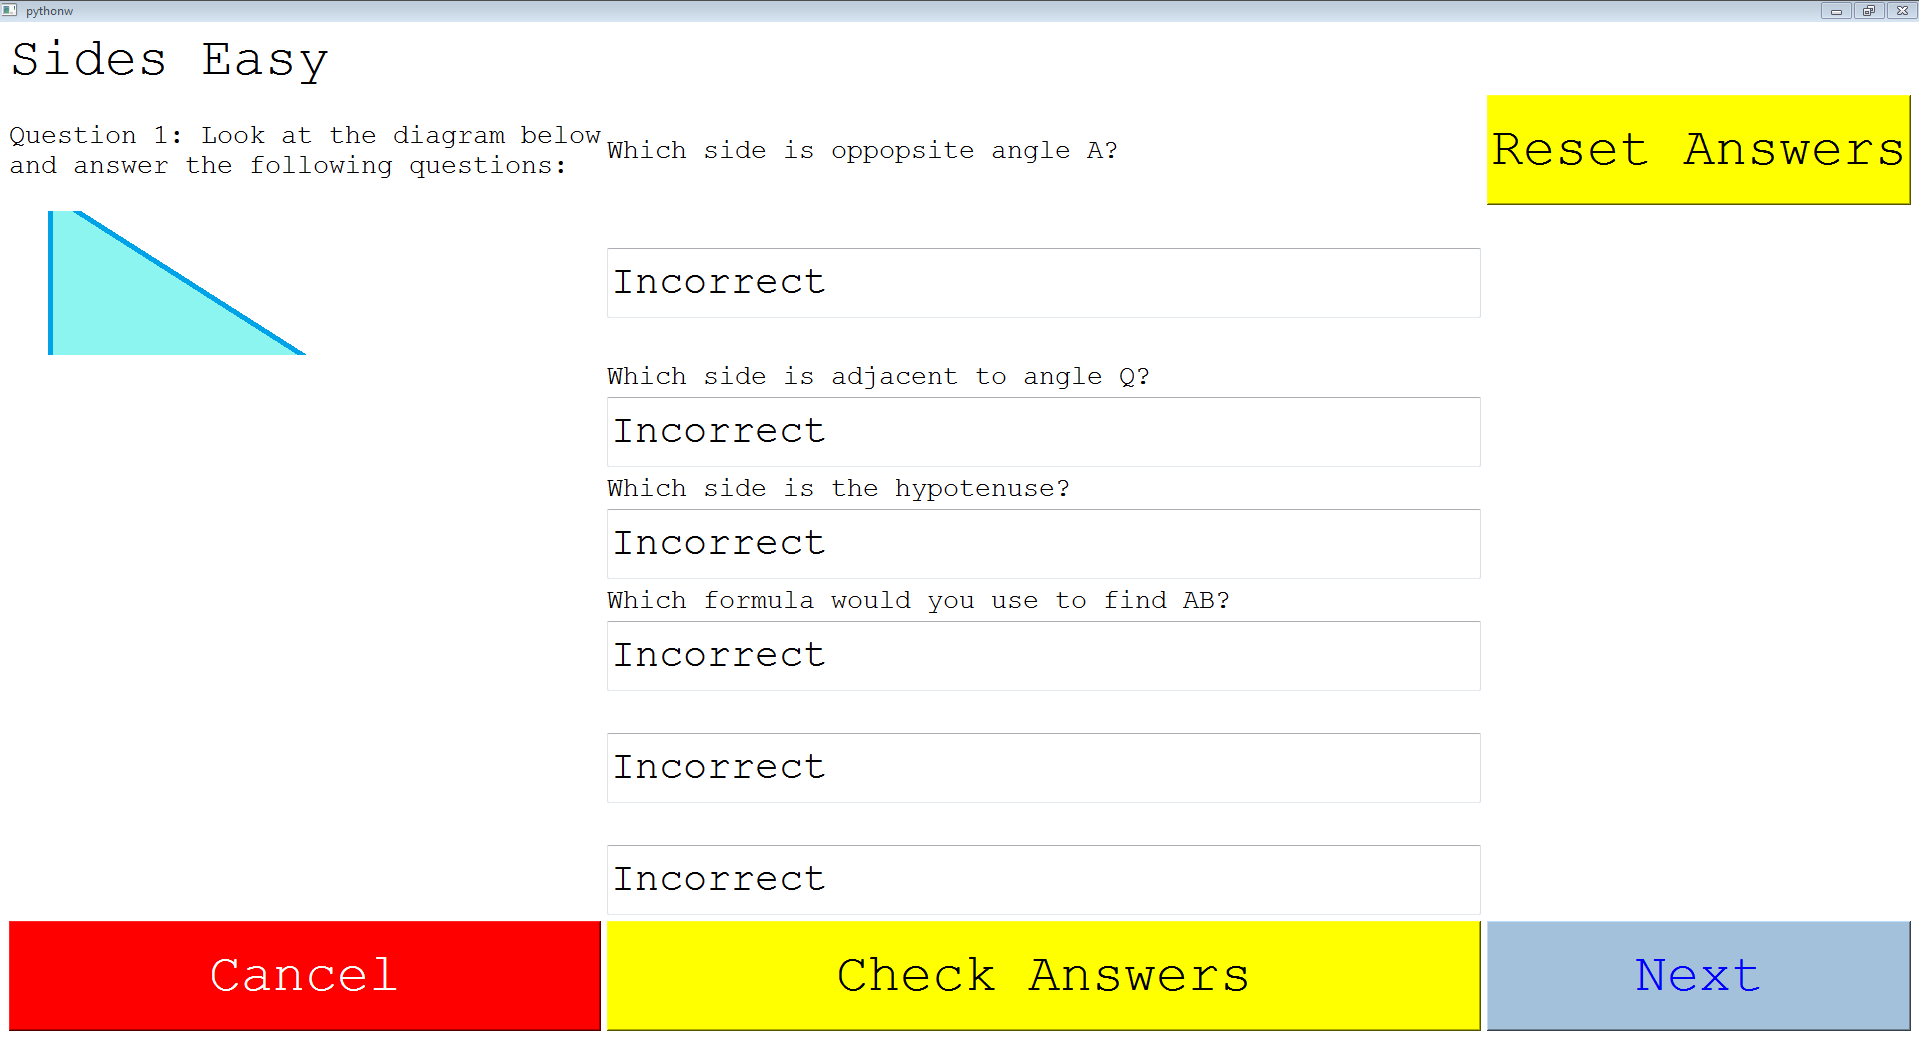 pythonw
Sides Easy
Question 1: Look at the diagram below
and answer the following questions:
Which side is oppopsite angle A?
Reset Answers
Incorrect
Which side is adjacent to angle Q?
Incorrect
Which side is the hypotenuse?
Incorrect
Which formula would you use to find AB?
Incorrect
Incorrect
Incorrect
Cancel
Check Answers
Next